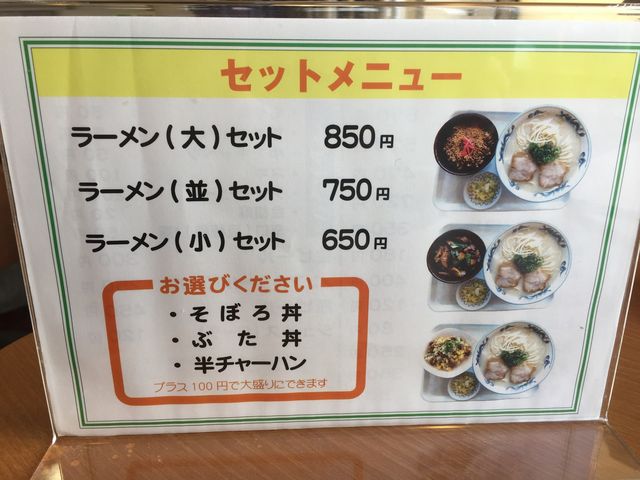 セットメニュー
ラーメン(大)セット 850円
ラーメン(並)セット 750円
ラーメン(小)セット 650円
お選びください
・そぼろ丼
・ぶた丼
・半チャーハン
プラス100円で大盛りにできます